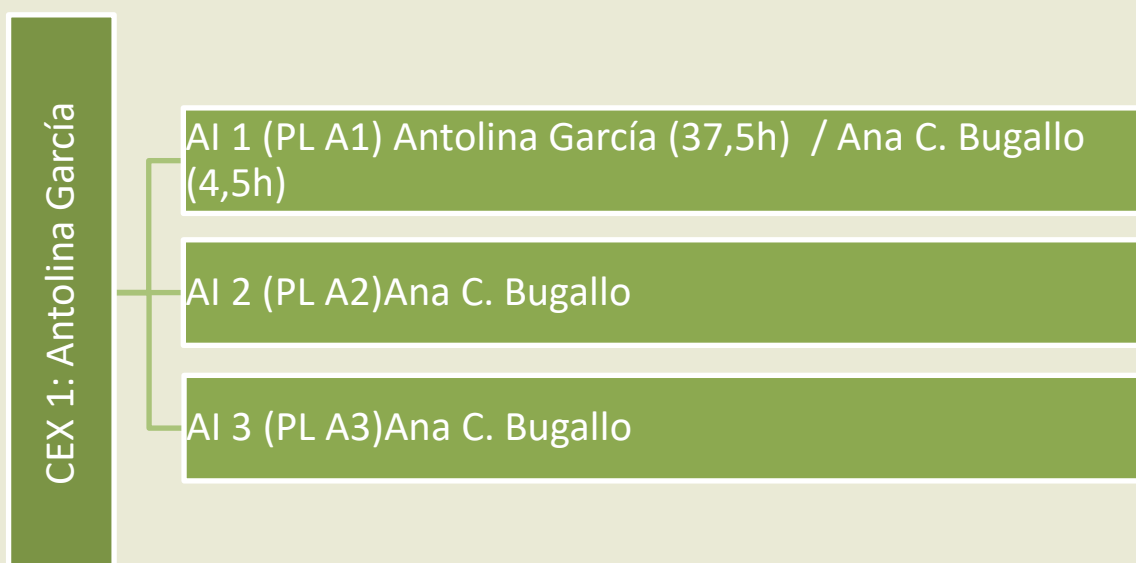 CEX 1: Antolina García
AI 1 (PL A1) Antolina García (37,5h)  / Ana C. Bugallo
(4,5h)
AI 2 (PL A2)Ana C. Bugallo
AI 3 (PL A3)Ana C. Bugallo